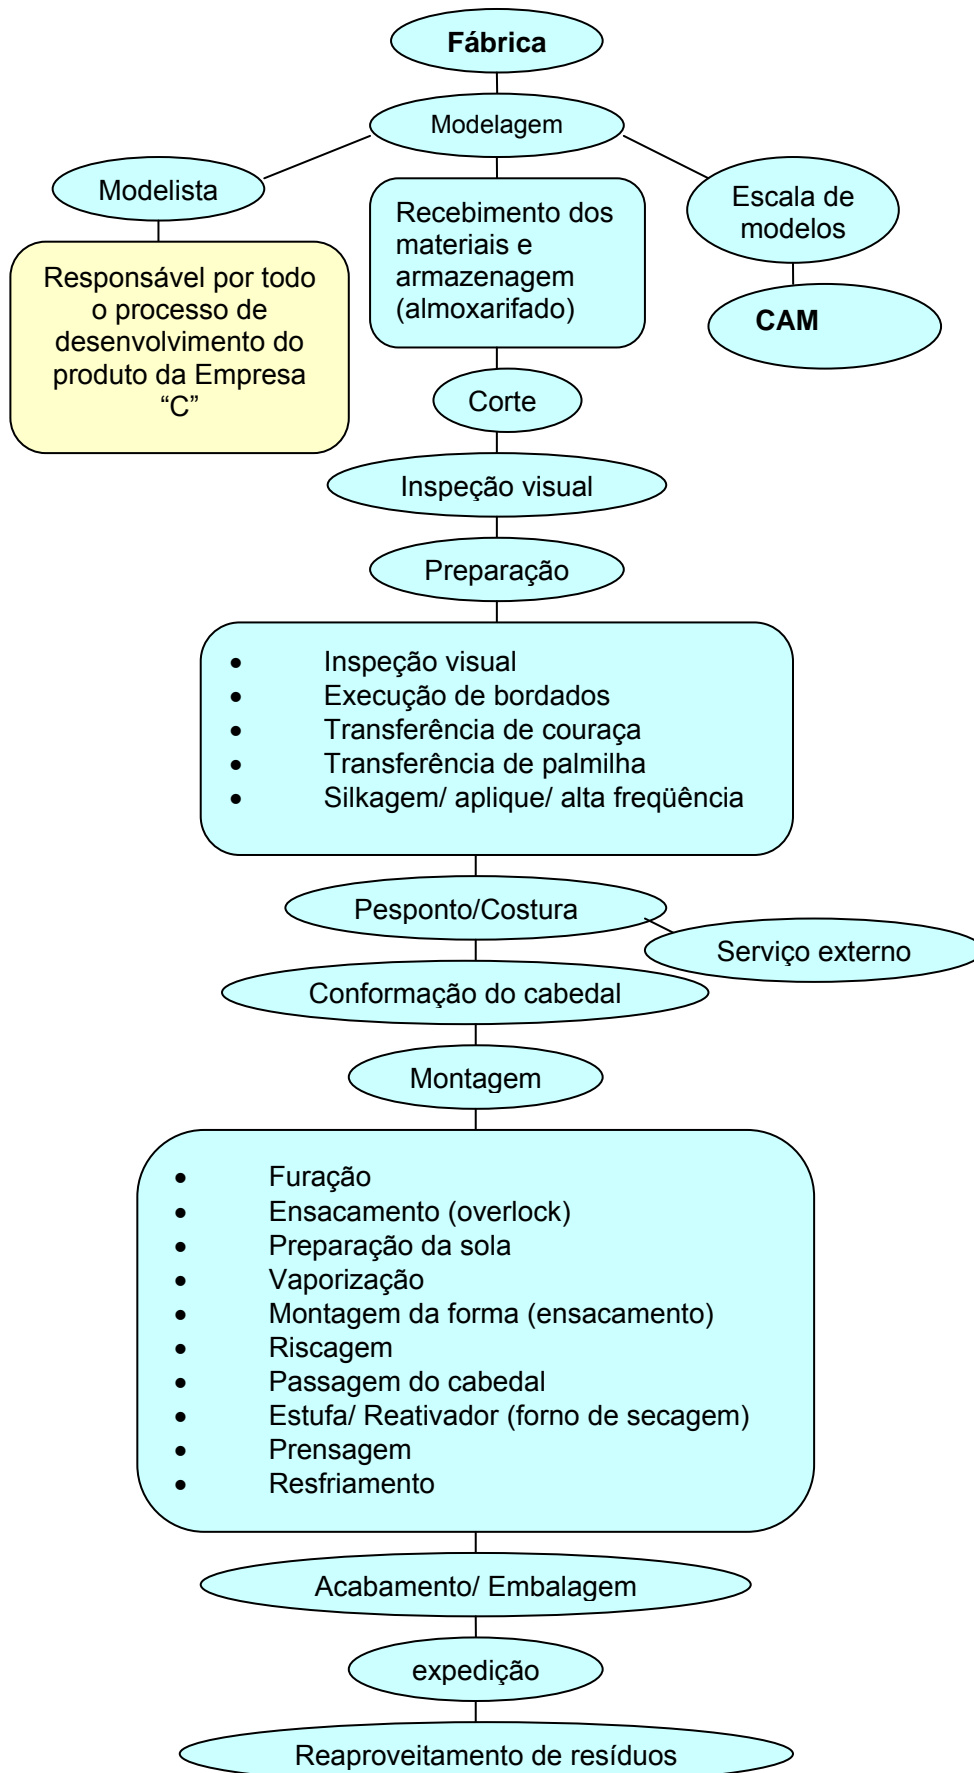 Fábrica
Modelagem
Modelista
Recebimento dos
materiais e
armazenagem
(almoxarifado)
Escala de
modelos
Responsável por todo
o processo de
desenvolvimento do
produto da Empresa
“C”
CAM
Corte
Inspeção visual
Preparação
• Inspeção visual
• Execução de bordados
• Transferência de couraça
• Transferência de palmilha
• Silkagem/ aplique/ alta freqüência
Pesponto/Costura
Serviço externo
Conformação do cabedal
Montagem
• Furação
• Ensacamento (overlock)
• Preparação da sola
• Vaporização
• Montagem da forma (ensacamento)
• Riscagem
• Passagem do cabedal
• Estufa/ Reativador (forno de secagem)
• Prensagem
• Resfriamento
Acabamento/ Embalagem
expedição
Reaproveitamento de resíduos